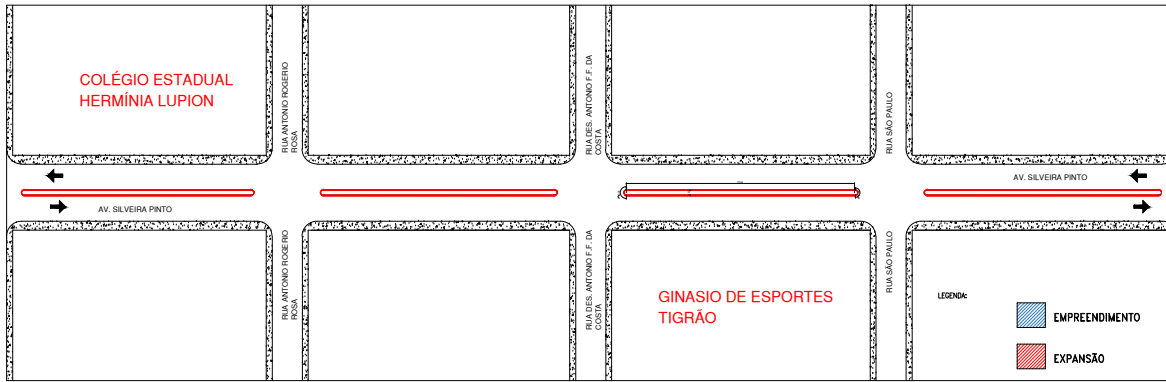 COLÉGIO ESTADUAL
HERMÍNIA LUPION
RUA ANTONIO ROGERIO
ROSA
RUA DES. ANTONIO F.F. DA
COSTA
RUA SÃO PAULO
AV. SILVEIRA PINTO
AV. SILVEIRA PINTO
RUA ANTONIO ROGERIO
ROSA
RUA DES. ANTONIO F.F. DA
COSTA
RUA SÃO PAULO
GINASIO DE ESPORTES
TIGRÃO
LEGENDA:
EMPREENDIMENTO
EXPANSÃO